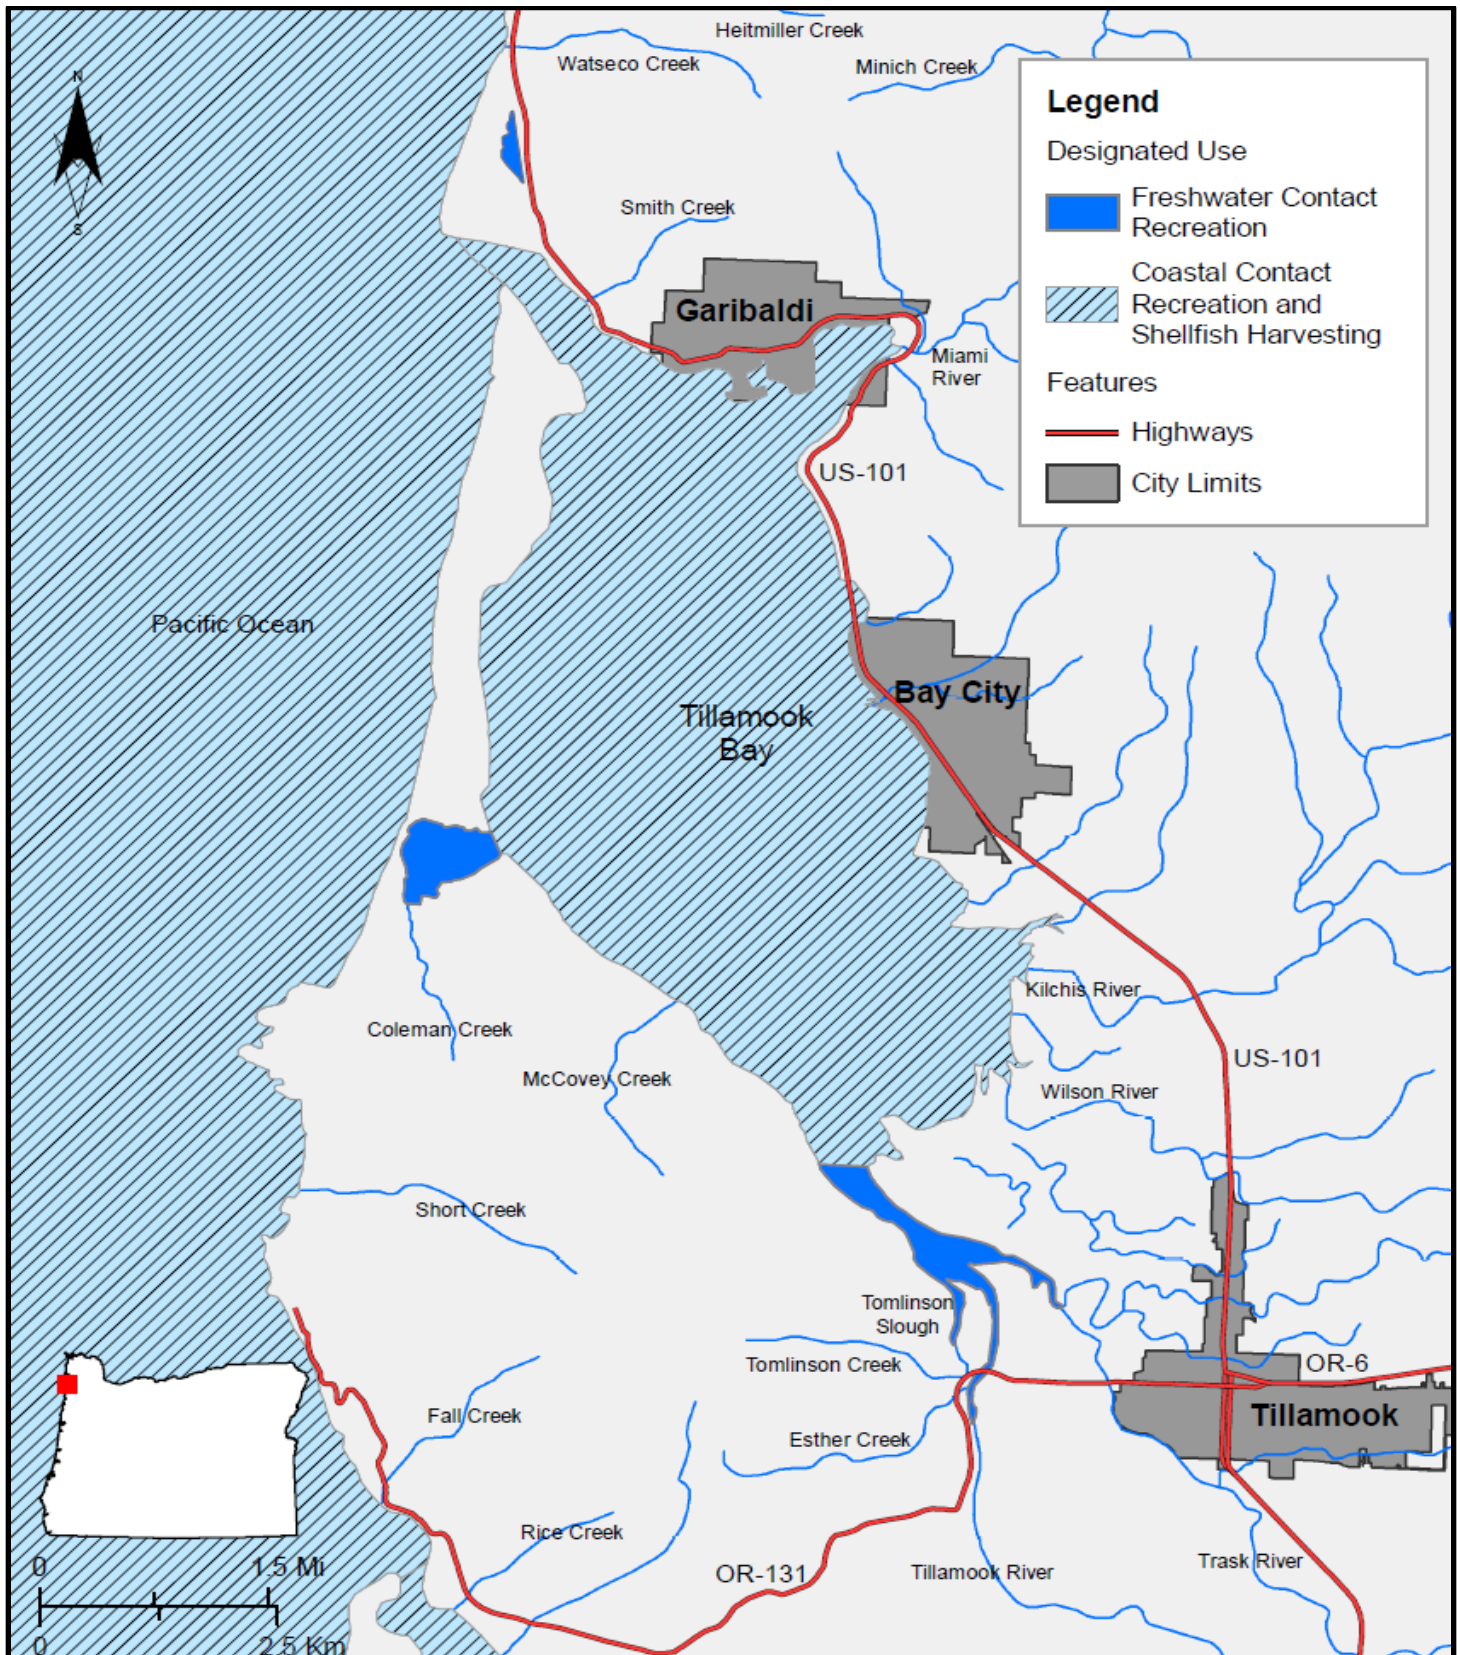 Heitmiller Creek
Watseco Creek
Minich Creek
N
S
Legend
Designated Use
Freshwater Contact
Recreation
Coastal Contact
Recreation and
Shellfish Harvesting
Features
Highways
City Limits
Smith Creek
Garibaldi
Miami
River
US-101
Pacific Ocean
Bay City
Tillamook
Bay
Kilchis River
Coleman Creek
US-101
McCovey Creek
Wilson River
Short Creek
Tomlinson
Slough
Tomlinson Creek
OR-6
Fall Creek
Tillamook
Esther Creek
Rice Creek
OR-131
Tillamook River
Trask River
0 1.5 Mi
0 2.5 Km